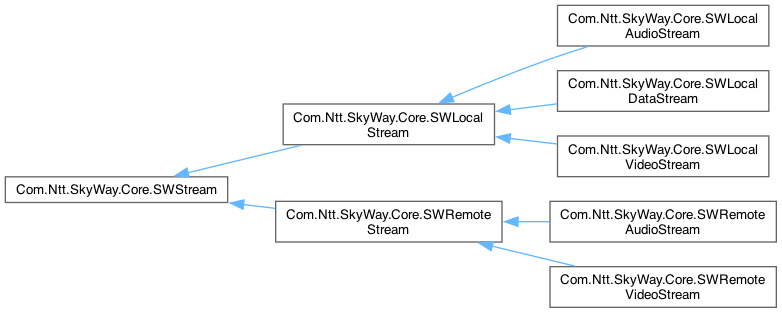 Com.Ntt.SkyWay.Core.SWLocal
AudioStream
Com.Ntt.SkyWay.Core.SWLocal
DataStream
Com.Ntt.SkyWay.Core.SWLocal
Stream
Com.Ntt.SkyWay.Core.SWLocal
VideoStream
Com.Ntt.SkyWay.Core.SWStream
Com.Ntt.SkyWay.Core.SWRemote
Stream
Com.Ntt.SkyWay.Core.SWRemote
AudioStream
Com.Ntt.SkyWay.Core.SWRemote
VideoStream